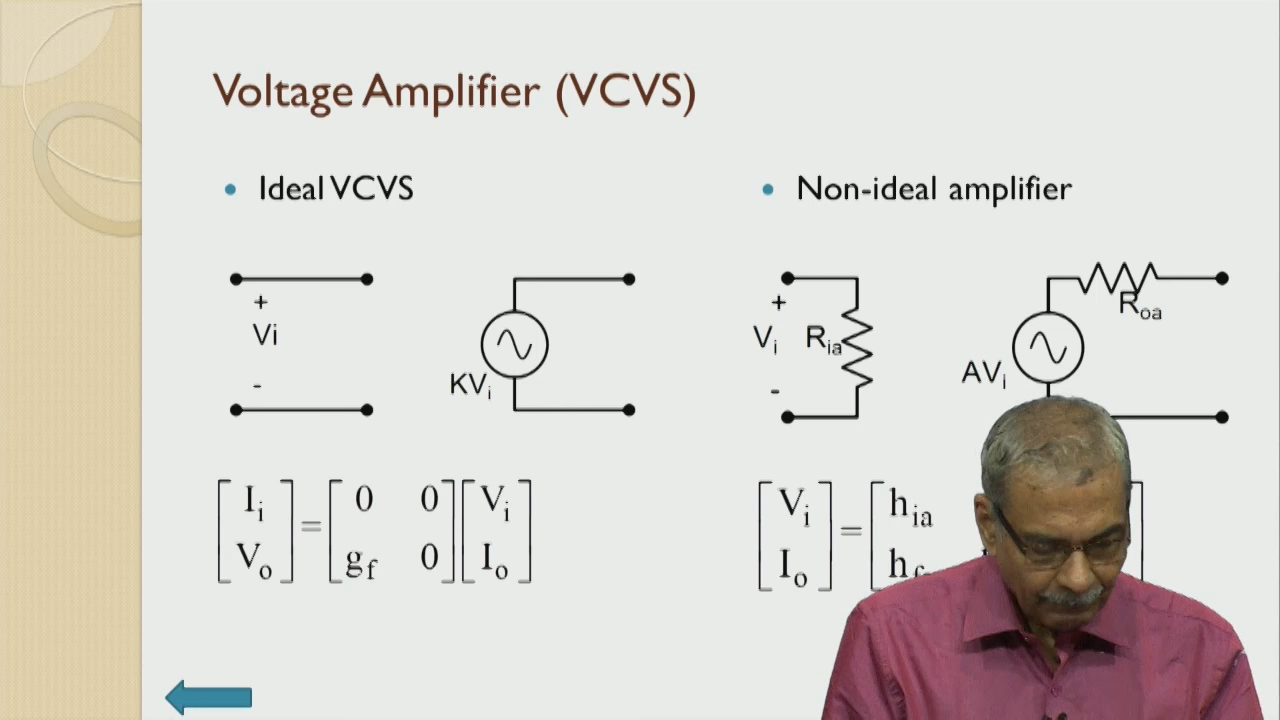 Voltage Amplifier (VCVS)
• Ideal VCVS
+
Vi
-
KVi
[Ii Vo] = [0 0 gf 0] [Vi Io]
• Non-ideal amplifier
+
Vi
-
Ria
Roa
AVi
[Vi Io] = [hia